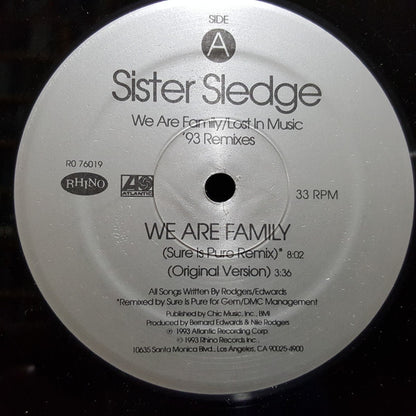 SIDE
A
Sister Sledge
We Are Family/Lost In Music
'93 Remixes
R0 76019
RHINO
ATLANTIC
33 RPM
WE ARE FAMILY
(Sure Is Pure Remix)* 8:02
(Original Version) 3:36
All Songs Written By Rodgers/Edwards
*Remixed by Sure Is Pure for Gem/DMC Management
Published by Chic Music, Inc., BMI
Produced by Bernard Edwards & Nile Rodgers
℗ 1993 Atlantic Recording Corp.
© 1993 Rhino Records Inc.,
10635 Santa Monica Blvd., Los Angeles, CA 90025-4900